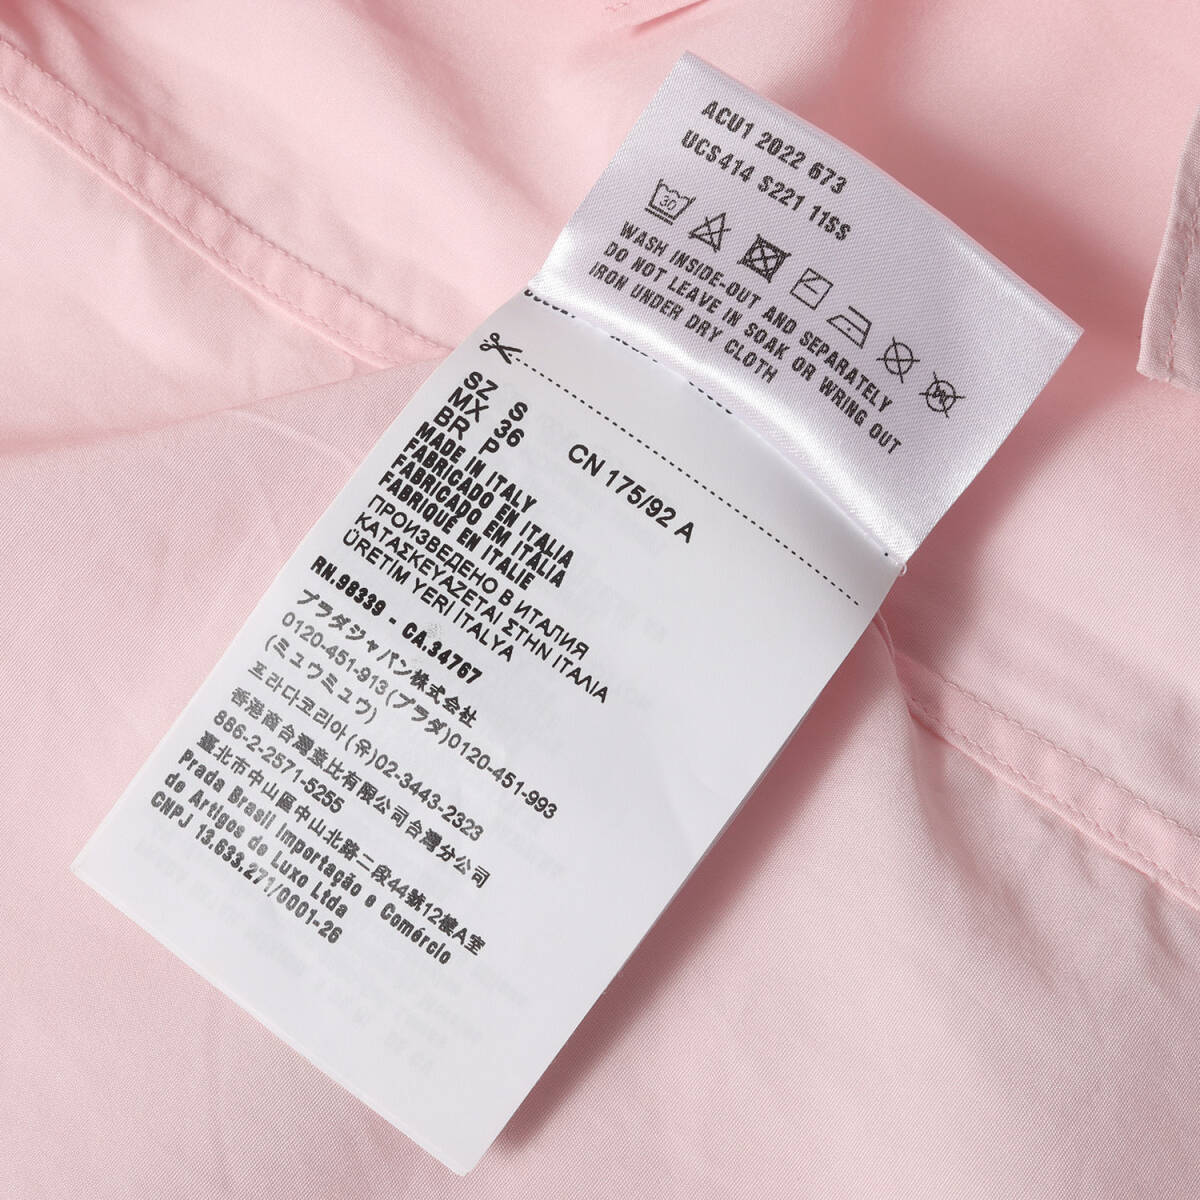 ACU1 2022 673
UCS414 S221 11SS
30
WASH INSIDE-OUT AND SEPARATELY
DO NOT LEAVE IN SOAK OR WRING OUT
IRON UNDER DRY CLOTH
SZ S
MX 36 CN 175/92 A
BR P
MADE IN ITALY
FABRICADO EN ITALIA
FABRICADO EM ITALIA
FABRIQUÉ EN ITALIE
ПРОИЗВЕДЕНО В ИТАЛИЯ
ΚΑΤΑΣΚΕΥΑΖΕΤΑΙ ΣΤΗΝ ΙΤΑΛΙΑ
ÜRETİM YERİ İTALYA
RN.98339 - CA.34767
プラダジャパン株式会社
0120-451-913(プラダ)0120-451-993
(ミュウミュウ)
프라다코리아(유)02-3443-2323
香港商台灣壹比有限公司台灣分公司
886-2-2571-5255
臺北市中山區中山北路二段44號12樓A室
Prada Brasil Importação e Comércio
de Artigos de Luxo Ltda
CNPJ 13.633.271/0001-26